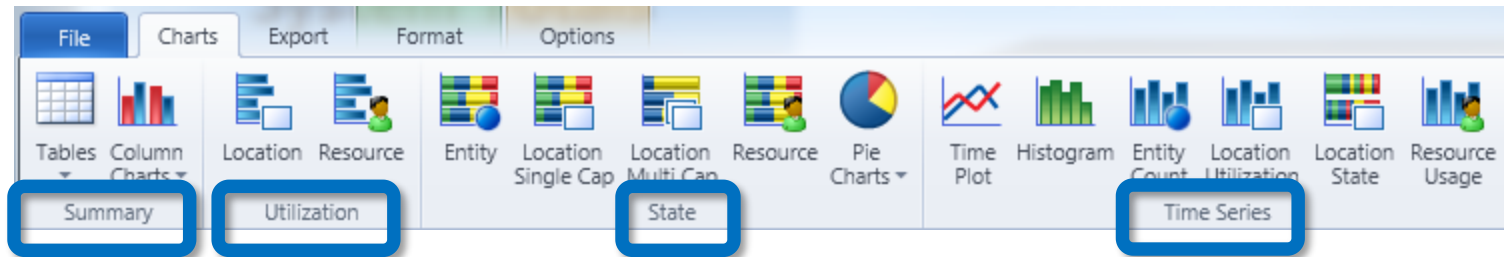 File Charts Export Format Options
Tables Column Charts Location Resource Entity Location Single Cap Location Multi Cap Resource Pie Charts Time Plot Histogram Entity Count Location Utilization Location State Resource Usage
Summary Utilization State Time Series